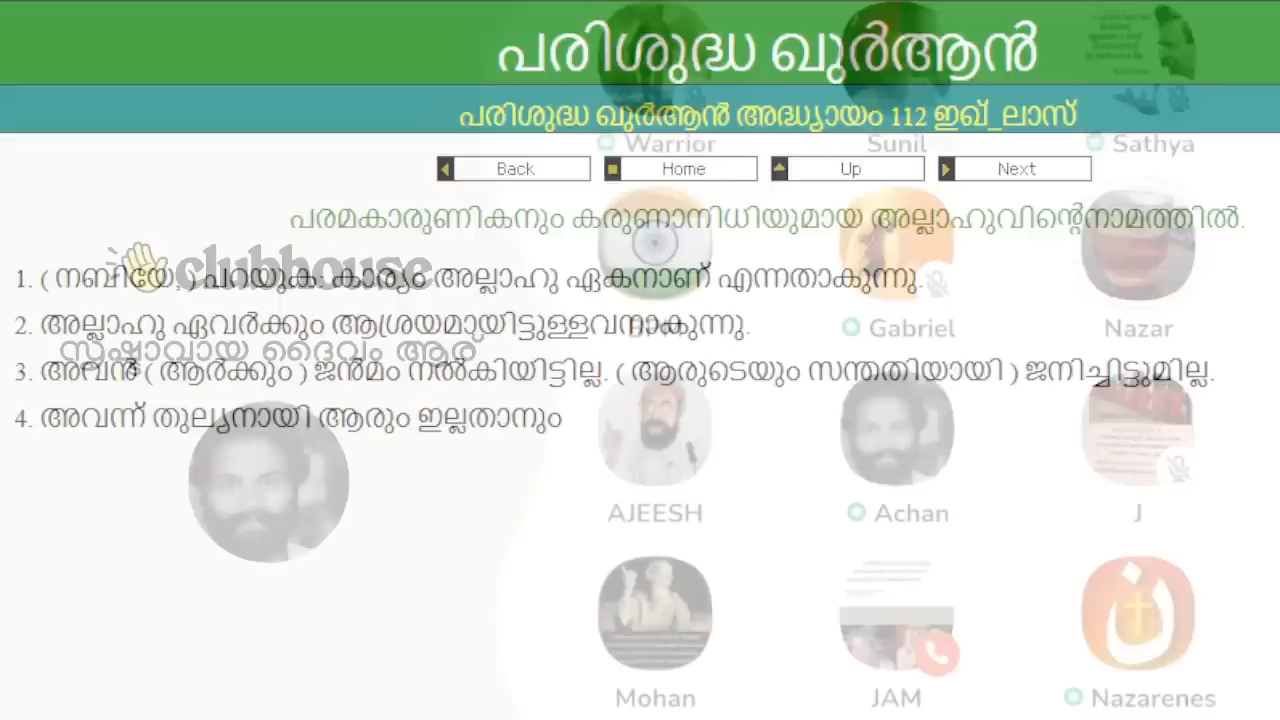 പരിശുദ്ധ ഖുർആൻ
പരിശുദ്ധ ഖുർആൻ അദ്ധ്യായം 112 ഇഖ്_ലാസ്
Warrior
Sunil
Sathya
Back
Home
Up
Next
പരമകാരുണികനും കരുണാനിധിയുമായ അല്ലാഹുവിന്റെനാമത്തിൽ.
clubhouse
1. ( നബിയേ, ) പറയുക: കാര്യം അല്ലാഹു ഏകനാണ് എന്നതാകുന്നു.
2. അല്ലാഹു ഏവർക്കും ആശ്രയമായിട്ടുള്ളവനാകുന്നു.
Gabriel
Nazar
സൃഷ്ടാവായ ദൈവം ആര്
3. അവൻ ( ആർക്കും ) ജൻമം നൽകിയിട്ടില്ല. ( ആരുടെയും സന്തതിയായി ) ജനിച്ചിട്ടുമില്ല.
4. അവന്ന് തുല്യനായി ആരും ഇല്ലതാനും
AJEESH
Achan
J
Mohan
JAM
Nazarenes